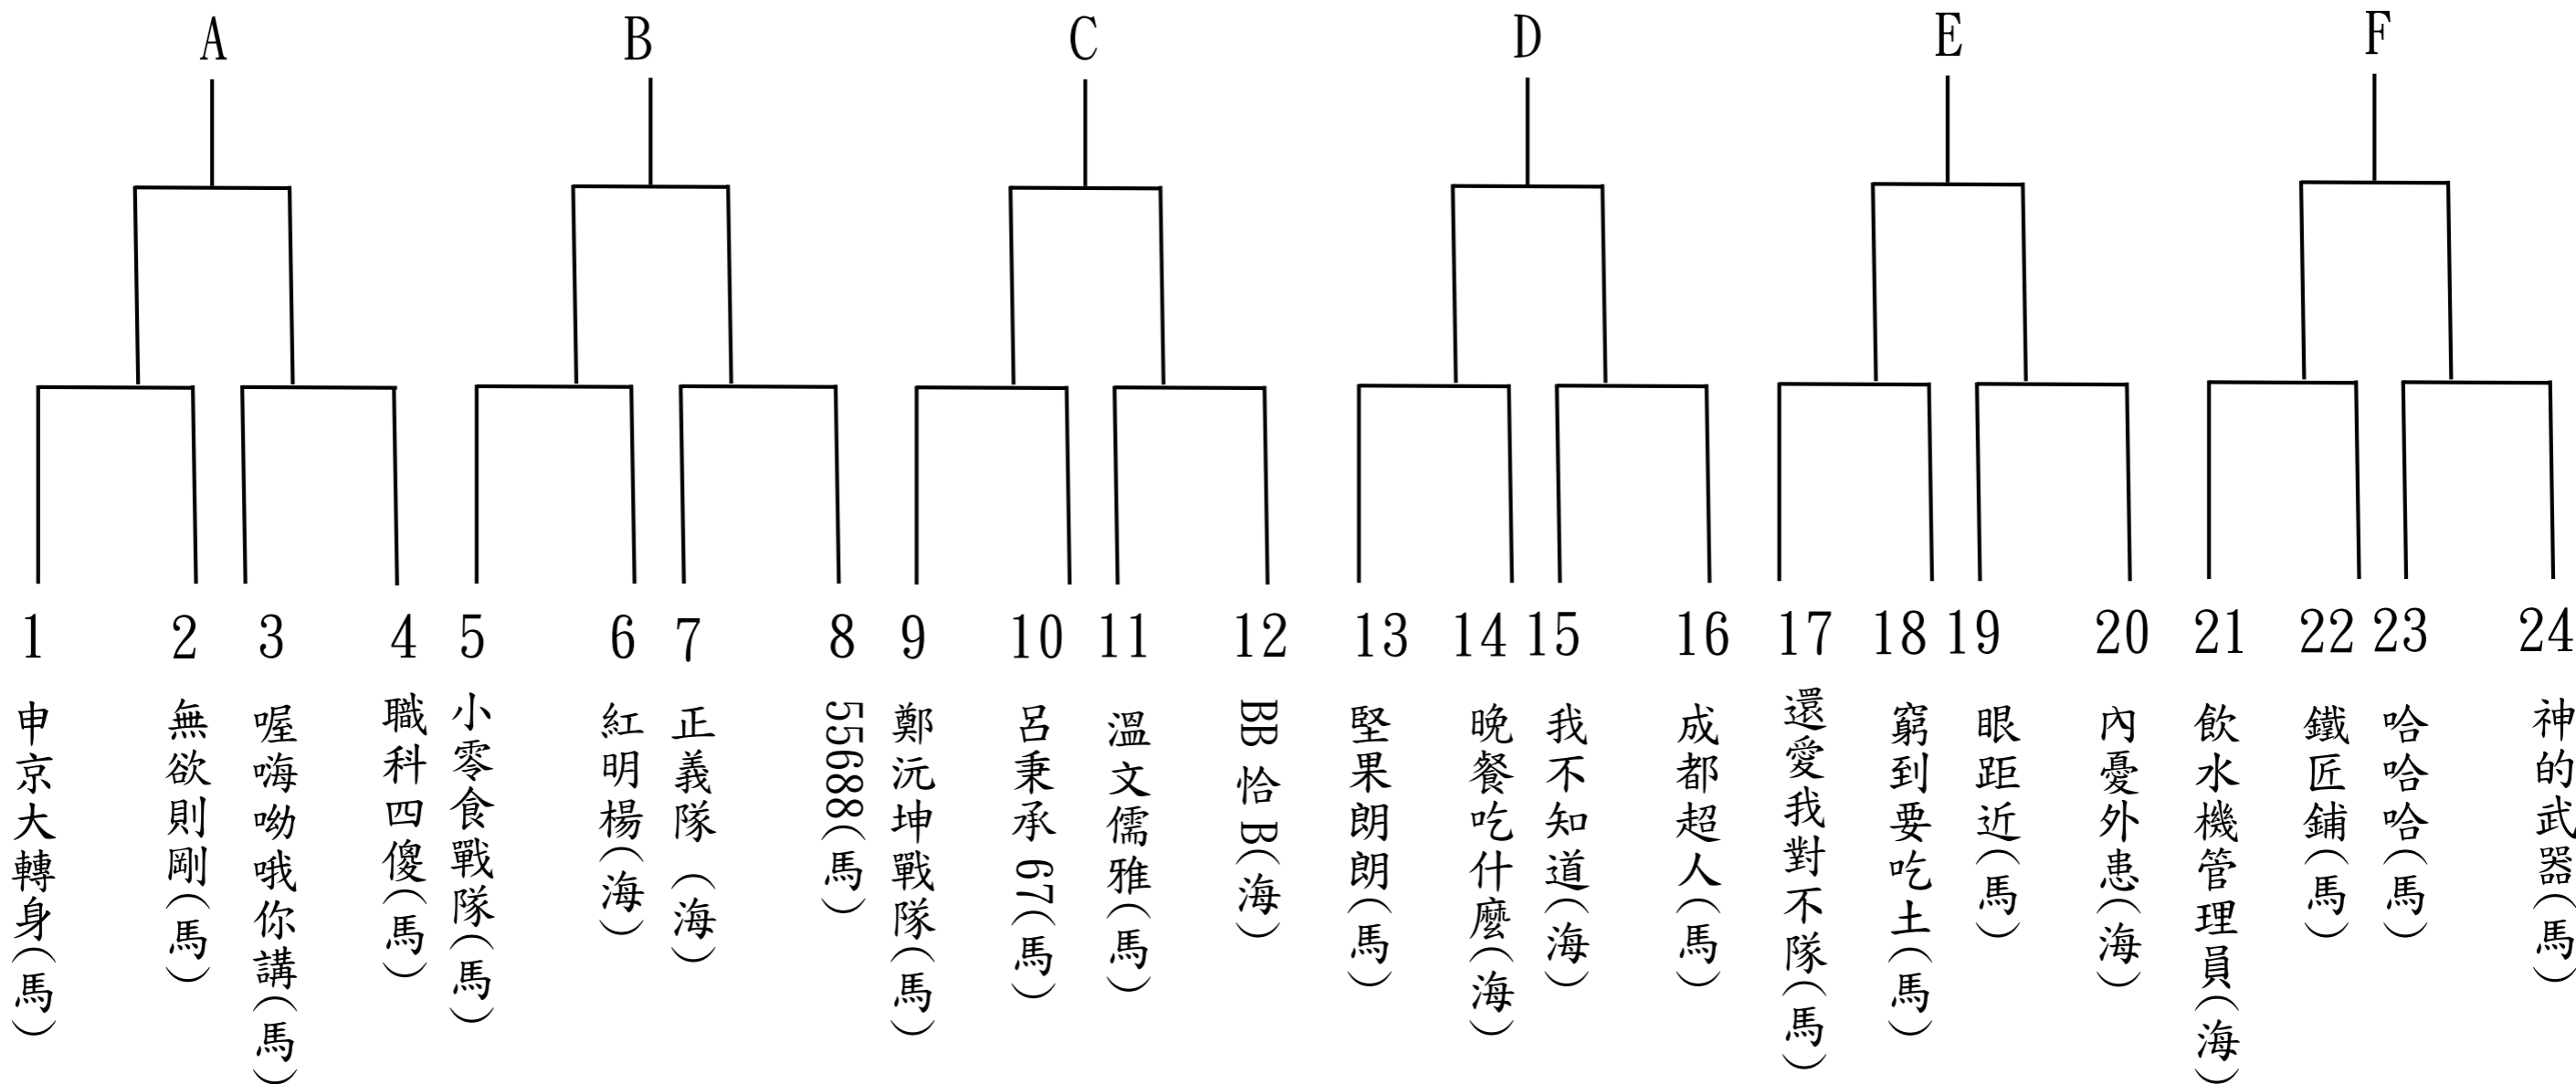 A B C D E F
1 2 3 4 5 6 7 8 9 10 11 12 13 14 15 16 17 18 19 20 21 22 23 24
申京大轉身(馬)
無欲則剛(馬)
喔嗨呦哦你講(馬)
職科四傻(馬)
小零食戰隊(馬)
紅明楊(海)
正義隊 (海)
55688(馬)
鄭沅坤戰隊(馬)
呂秉承 67(馬)
溫文儒雅(馬)
BB 恰 B(海)
堅果朗朗(馬)
晚餐吃什麼(海)
我不知道(海)
成都超人(馬)
還愛我對不隊(馬)
窮到要吃土(馬)
眼距近(馬)
內憂外患(海)
飲水機管理員(海)
鐵匠鋪(馬)
哈哈哈(馬)
神的武器(馬)